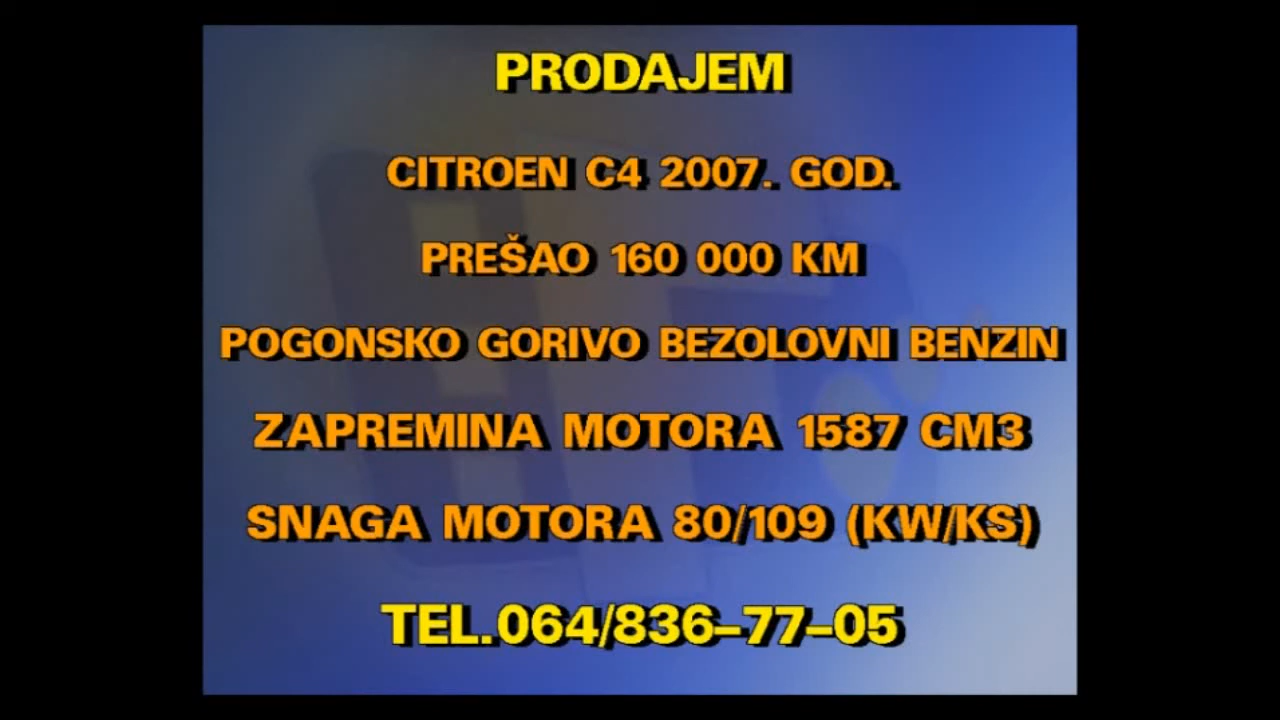 PRODAJEM
CITROEN C4 2007. GOD.
PREŠAO 160 000 KM
POGONSKO GORIVO BEZOLOVNI BENZIN
ZAPREMINA MOTORA 1587 CM3
SNAGA MOTORA 80/109 (KW/KS)
TEL.064/836-77-05